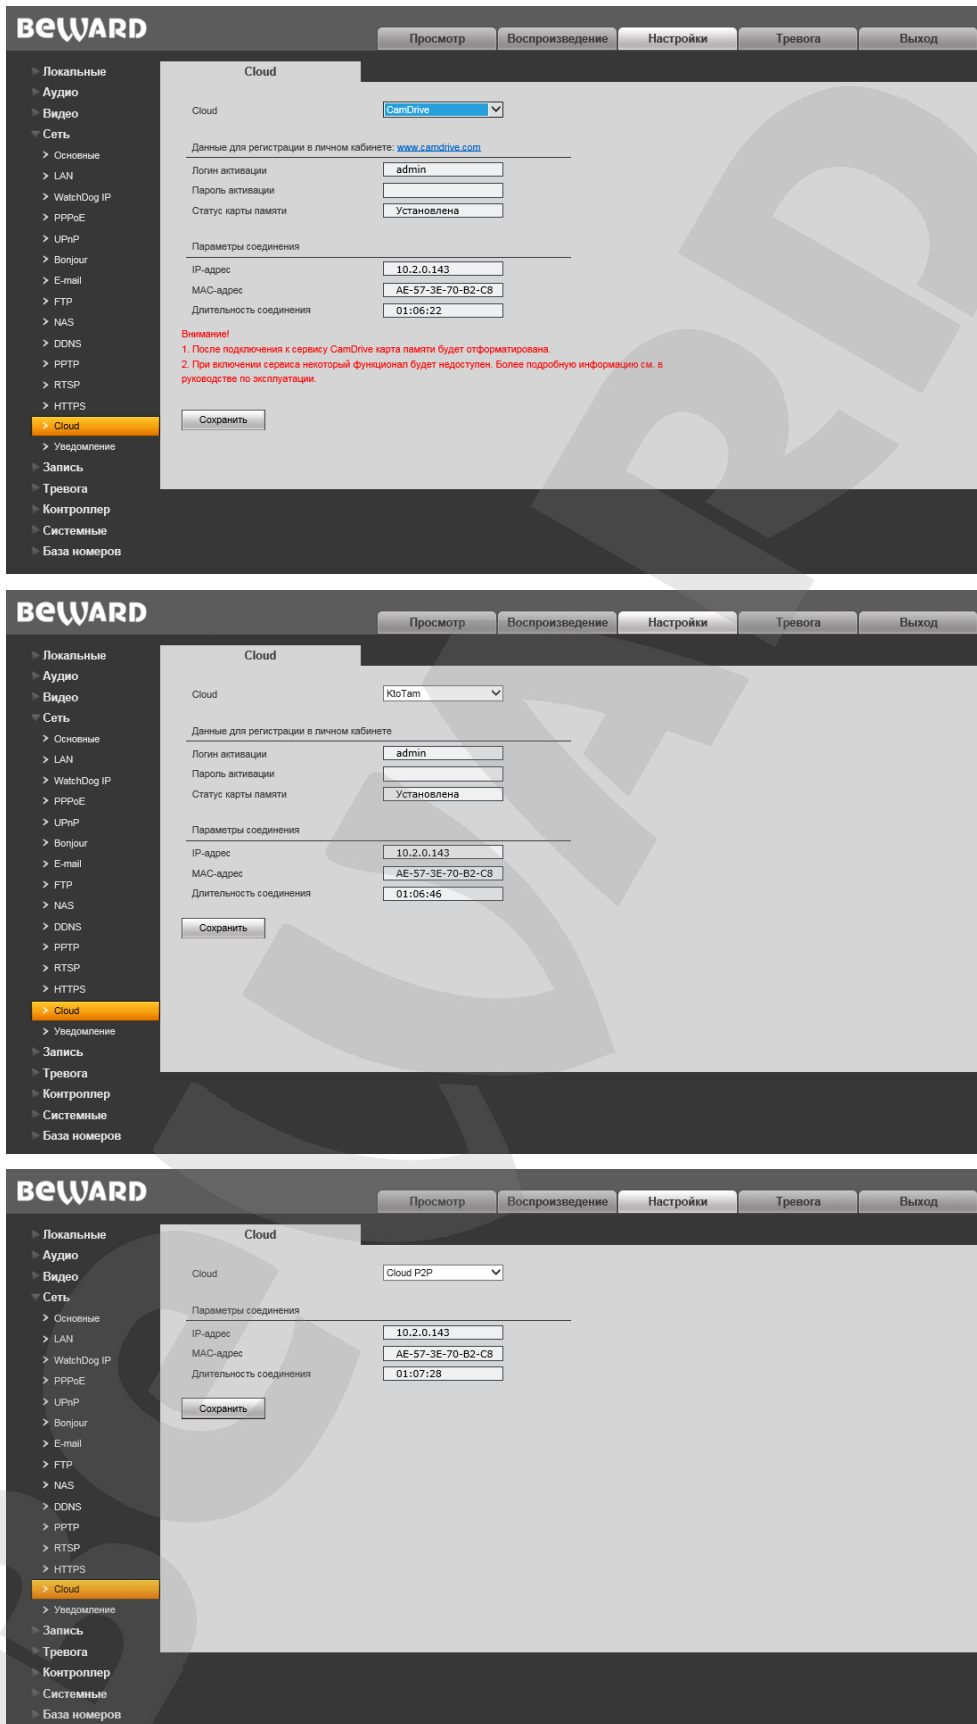 BEWARD
Просмотр Воспроизведение Настройки Тревога Выход
Локальные
Аудио
Видео
Сеть
Основные
LAN
WatchDog IP
PPPoE
UPnP
Bonjour
E-mail
FTP
NAS
DDNS
PPTP
RTSP
HTTPS
Cloud
Уведомление
Запись
Тревога
Контроллер
Системные
База номеров
Cloud
Cloud CamDrive
Данные для регистрации в личном кабинете: www.camdrive.com
Логин активации admin
Пароль активации
Статус карты памяти Установлена
Параметры соединения
IP-адрес 10.2.0.143
MAC-адрес AE-57-3E-70-B2-C8
Длительность соединения 01:06:22
Внимание!
1. После подключения к сервису CamDrive карта памяти будет отформатирована.
2. При включении сервиса некоторый функционал будет недоступен. Более подробную информацию см. в
руководстве по эксплуатации.
Сохранить
BEWARD
Просмотр Воспроизведение Настройки Тревога Выход
Локальные
Аудио
Видео
Сеть
Основные
LAN
WatchDog IP
PPPoE
UPnP
Bonjour
E-mail
FTP
NAS
DDNS
PPTP
RTSP
HTTPS
Cloud
Уведомление
Запись
Тревога
Контроллер
Системные
База номеров
Cloud
Cloud KtoTam
Данные для регистрации в личном кабинете
Логин активации admin
Пароль активации
Статус карты памяти Установлена
Параметры соединения
IP-адрес 10.2.0.143
MAC-адрес AE-57-3E-70-B2-C8
Длительность соединения 01:06:46
Сохранить
BEWARD
Просмотр Воспроизведение Настройки Тревога Выход
Локальные
Аудио
Видео
Сеть
Основные
LAN
WatchDog IP
PPPoE
UPnP
Bonjour
E-mail
FTP
NAS
DDNS
PPTP
RTSP
HTTPS
Cloud
Уведомление
Запись
Тревога
Контроллер
Системные
База номеров
Cloud
Cloud Cloud P2P
Параметры соединения
IP-адрес 10.2.0.143
MAC-адрес AE-57-3E-70-B2-C8
Длительность соединения 01:07:28
Сохранить
BEWARD